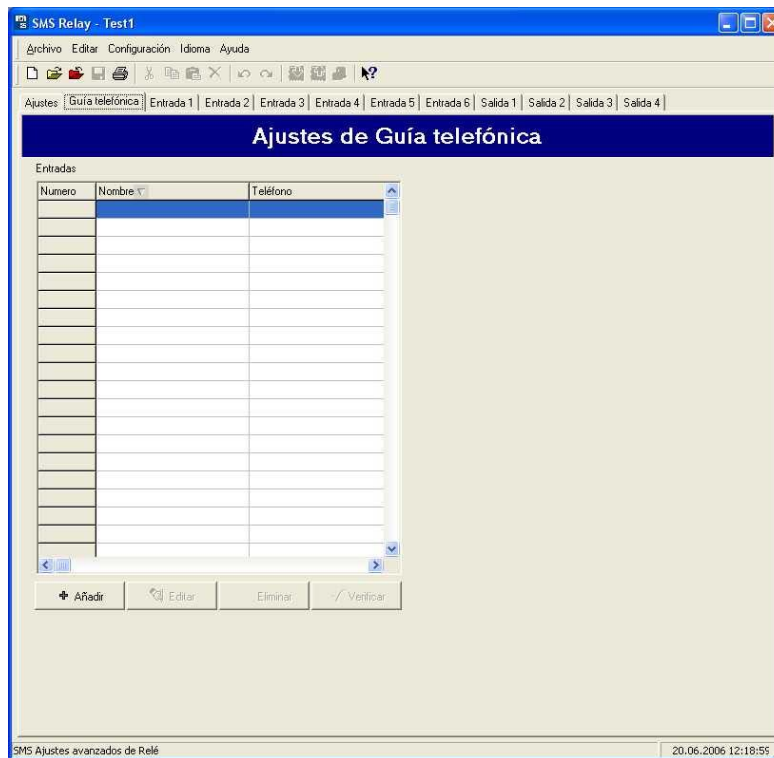 SMS Relay - Test1
Archivo Editar Configuración Idioma Ayuda
Ajustes Guía telefónica Entrada 1 Entrada 2 Entrada 3 Entrada 4 Entrada 5 Entrada 6 Salida 1 Salida 2 Salida 3 Salida 4
Ajustes de Guía telefónica
Entradas
Numero Nombre Teléfono
Añadir Editar Eliminar Verificar
SMS Ajustes avanzados de Relé 20.06.2006 12:18:59